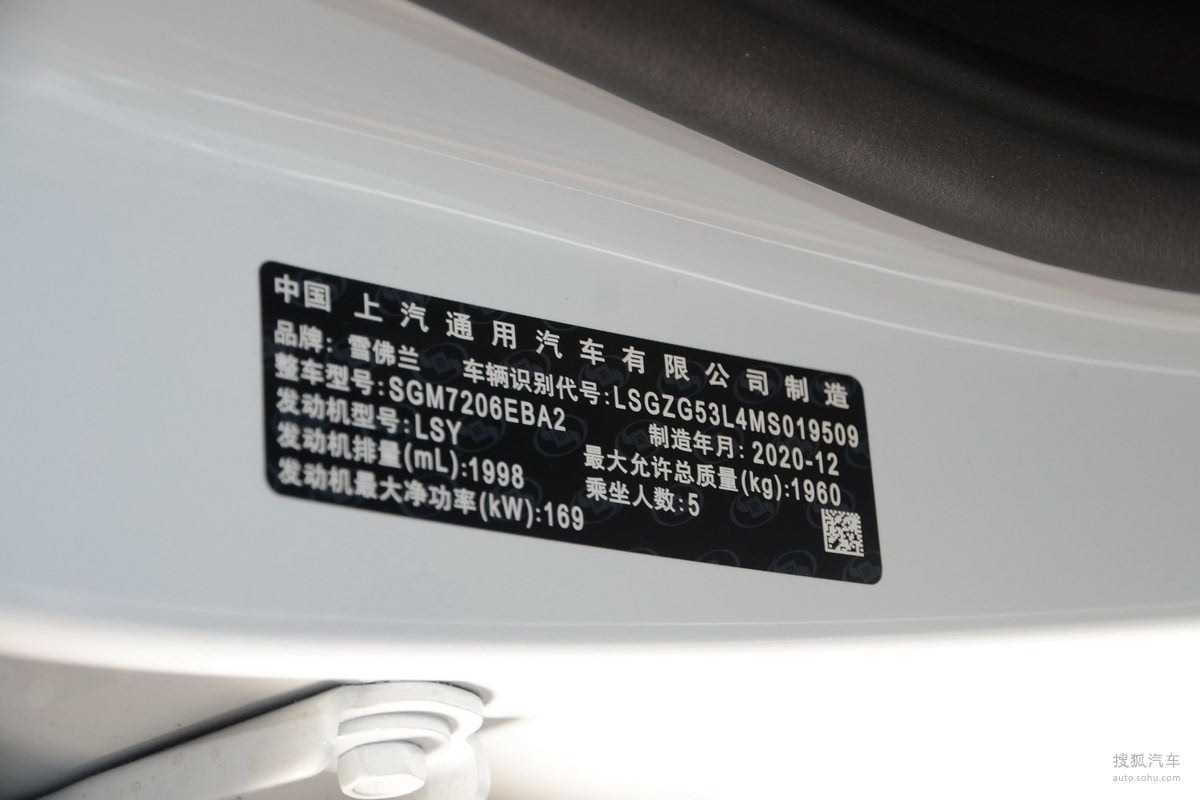 中国 上汽通用汽车有限公司制造
品牌：雪佛兰 车辆识别代号:LSGZG53L4MS019509
整车型号:SGM7206EBA2 制造年月: 2020-12
发动机型号:LSY 最大允许总质量(kg):1960
发动机排量(mL):1998 乘坐人数:5
发动机最大净功率(kW):169
搜狐汽车
auto.sohu.com